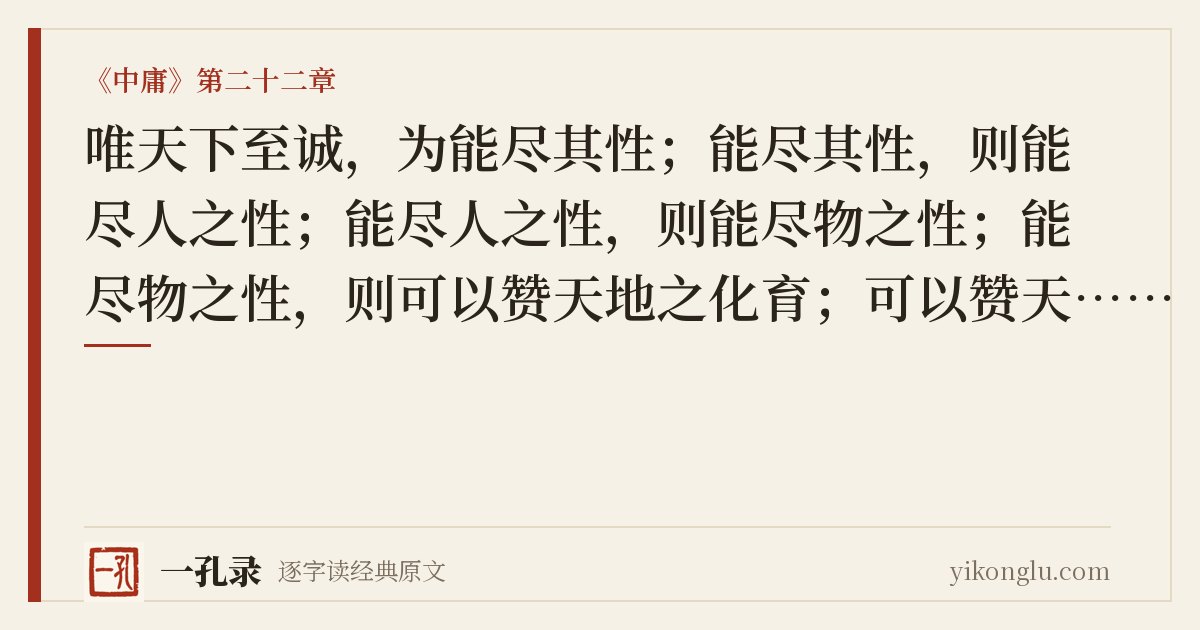 《中庸》第二十二章
唯天下至诚，为能尽其性；能尽其性，则能
尽人之性；能尽人之性，则能尽物之性；能
尽物之性，则可以赞天地之化育；可以赞天……
一孔
一孔录 逐字读经典原文
yikonglu.com